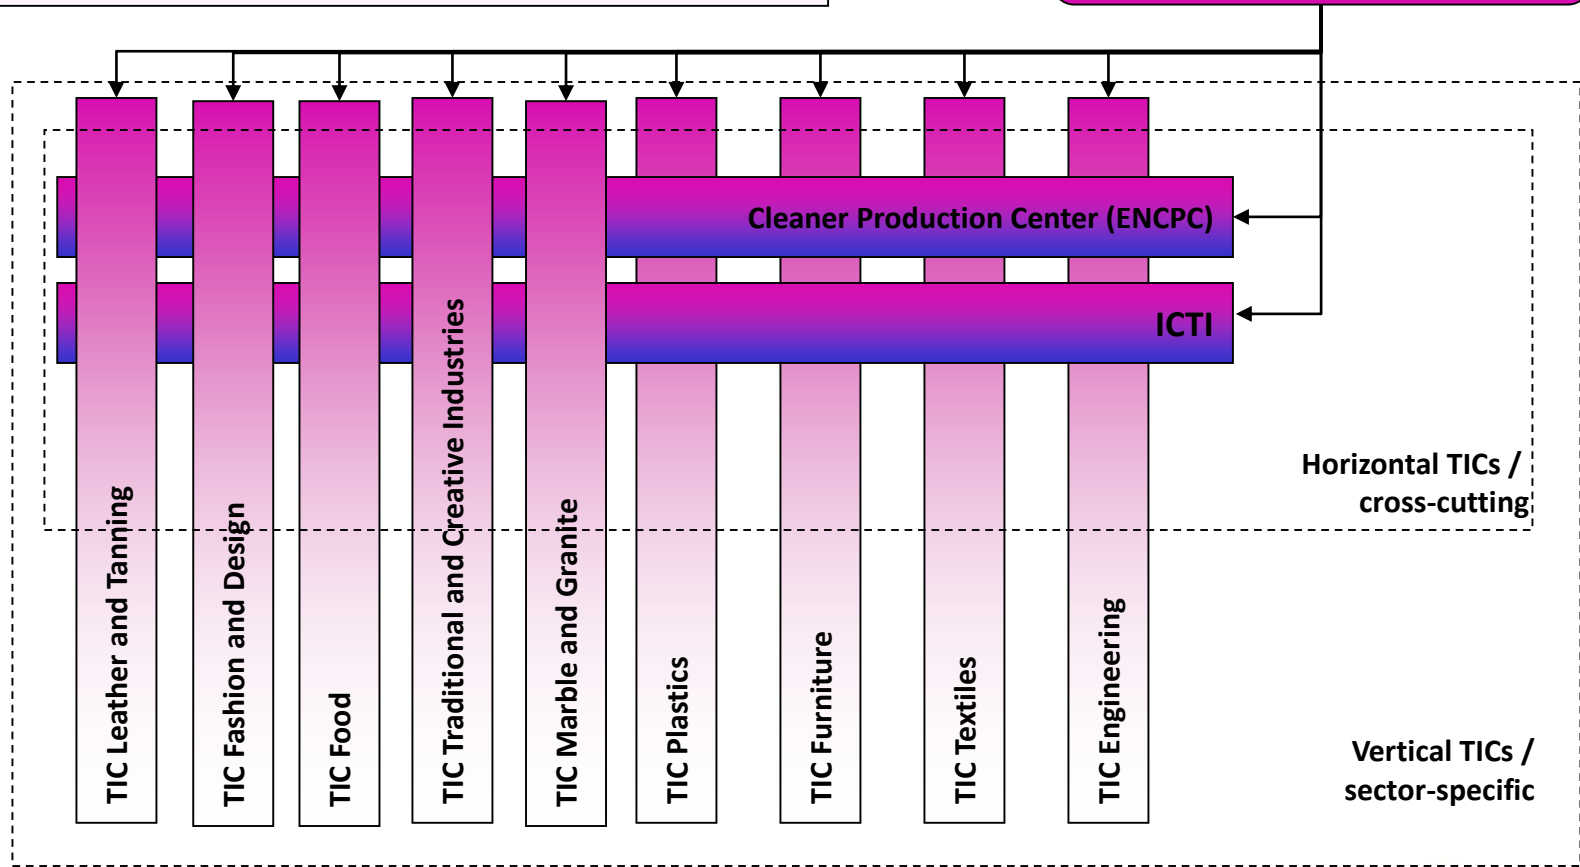 Cleaner Production Center (ENCPC)
ICTI
Horizontal TICs /
cross-cutting
TIC Leather and Tanning
TIC Fashion and Design
TIC Food
TIC Traditional and Creative Industries
TIC Marble and Granite
TIC Plastics
TIC Furniture
TIC Textiles
TIC Engineering
Vertical TICs /
sector-specific